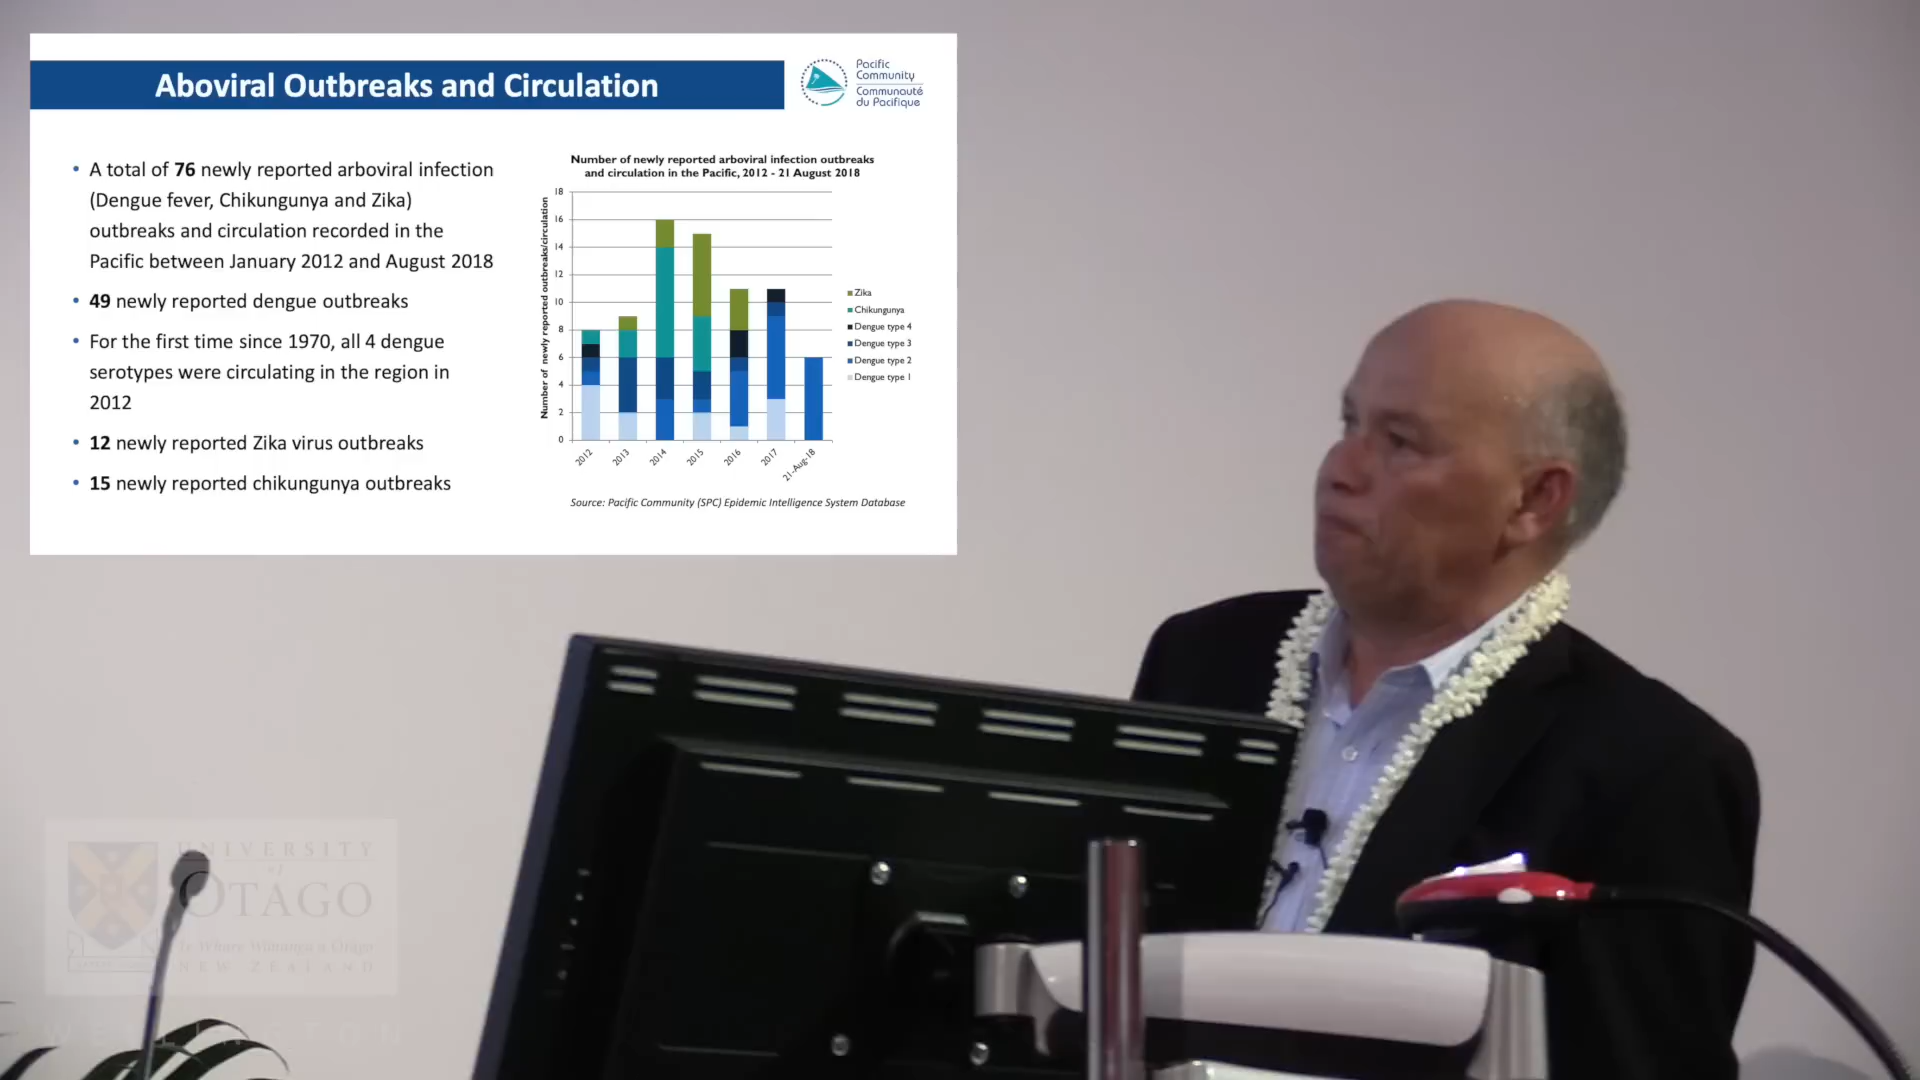 Aboviral Outbreaks and Circulation
Pacific
Community
Communauté
du Pacifique
• A total of 76 newly reported arboviral infection
(Dengue fever, Chikungunya and Zika)
outbreaks and circulation recorded in the
Pacific between January 2012 and August 2018
• 49 newly reported dengue outbreaks
• For the first time since 1970, all 4 dengue
serotypes were circulating in the region in
2012
• 12 newly reported Zika virus outbreaks
• 15 newly reported chikungunya outbreaks
Number of newly reported arboviral infection outbreaks
and circulation in the Pacific, 2012 - 21 August 2018
Number of newly reported outbreaks/circulation
18
16
14
12
10
8
6
4
2
0
2012
2013
2014
2015
2016
2017
21-Aug-18
Zika
Chikungunya
Dengue type 4
Dengue type 3
Dengue type 2
Dengue type 1
Source: Pacific Community (SPC) Epidemic Intelligence System Database
UNIVERSITY
of
OTAGO
Te Whare Wānanga o Otāgo
NEW ZEALAND
WELLINGTON